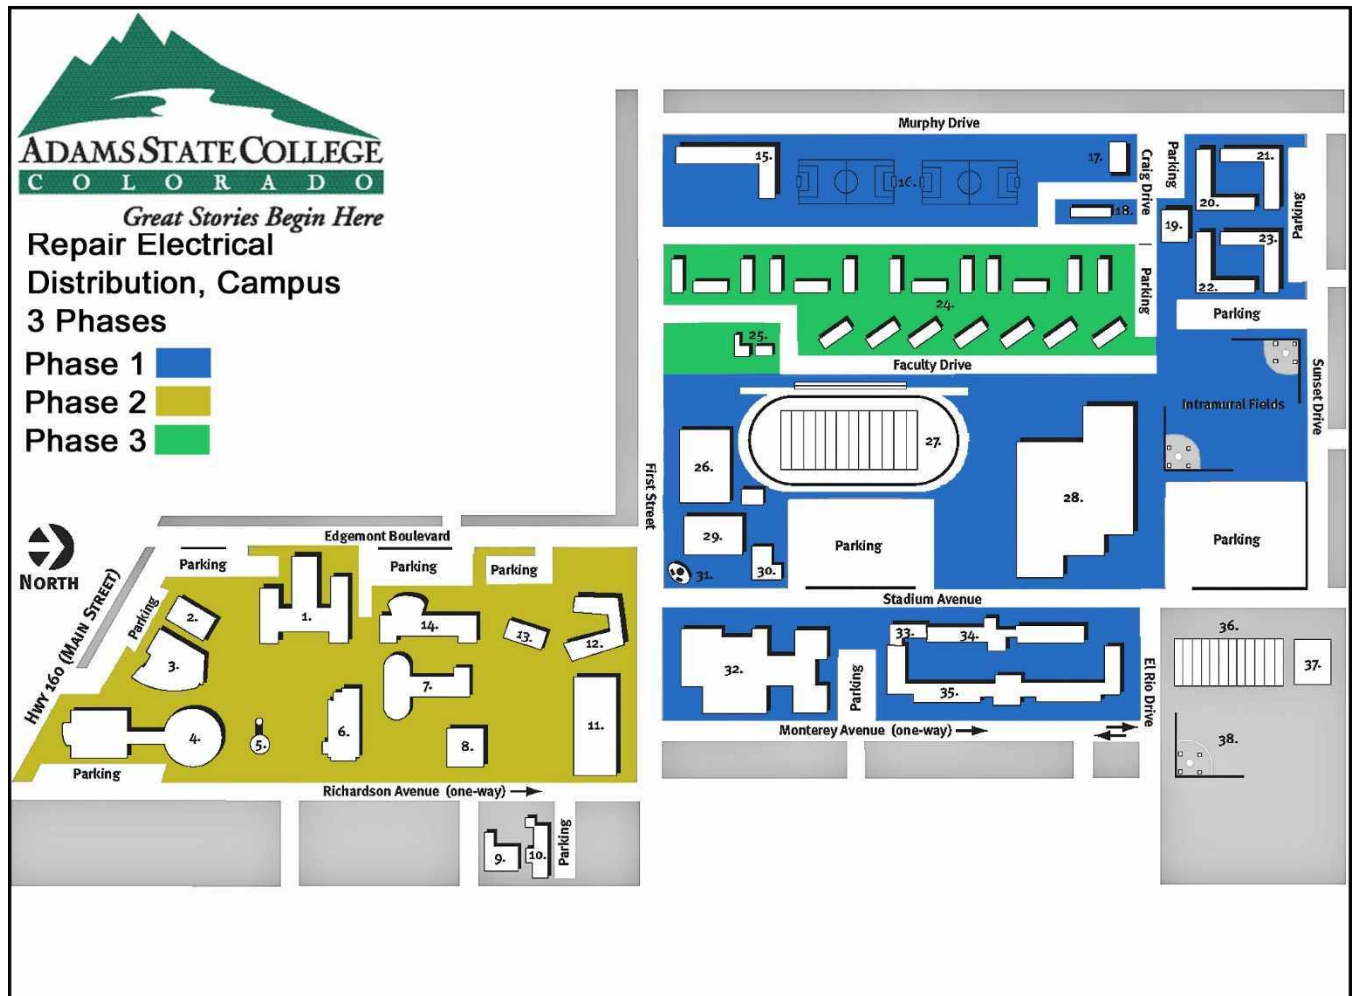 ADAMS STATE COLLEGE
COLORADO
Great Stories Begin Here
Repair Electrical
Distribution, Campus
3 Phases
Phase 1
Phase 2
Phase 3
Murphy Drive
15.
16.
17.
18.
Craig Drive
Parking
19.
20.
21.
22.
23.
Parking
Parking
Parking
24.
25.
Faculty Drive
Intramural Fields
Sunset Drive
First Street
26.
27.
28.
29.
30.
31.
Parking
Parking
Stadium Avenue
32.
33.
34.
35.
Parking
El Rio Drive
Monterey Avenue (one-way)
36.
37.
38.
NORTH
Hwy 160 (Main Street)
Edgemont Boulevard
Parking
Parking
Parking
Parking
1.
2.
3.
4.
5.
6.
7.
8.
11.
12.
13.
14.
Parking
Richardson Avenue (one-way)
9.
10.
Parking